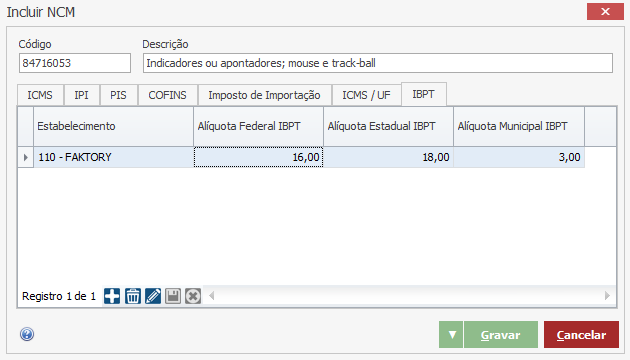 Incluir NCM
Código
Descrição
84716053
Indicadores ou apontadores; mouse e track-ball
ICMS
IPI
PIS
COFINS
Imposto de Importação
ICMS / UF
IBPT
Estabelecimento
Alíquota Federal IBPT
Alíquota Estadual IBPT
Alíquota Municipal IBPT
110 - FAKTORY
16,00
18,00
3,00
Registro 1 de 1
Gravar
Cancelar